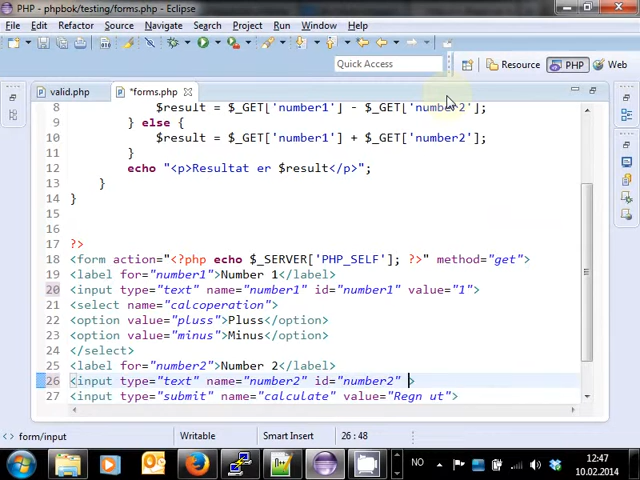 PHP - phpbok/testing/forms.php - Eclipse
File Edit Refactor Source Navigate Search Project Run Window Help
Quick Access Resource PHP Web
valid.php *forms.php
8 $result = $_GET['number1'] - $_GET['number2'];
9 } else {
10 $result = $_GET['number1'] + $_GET['number2'];
11 }
12 echo "<p>Resultat er $result</p>";
13 }
14 }
15
16
17 ?>
18 <form action="<?php echo $_SERVER['PHP_SELF']; ?>" method="get">
19 <label for="number1">Number 1</label>
20 <input type="text" name="number1" id="number1" value="1">
21 <select name="calcoperation">
22 <option value="pluss">Pluss</option>
23 <option value="minus">Minus</option>
24 </select>
25 <label for="number2">Number 2</label>
26 <input type="text" name="number2" id="number2" >
27 <input type="submit" name="calculate" value="Regn ut">
form/input Writable Smart Insert 26 : 48
NO 12:47
10.02.2014